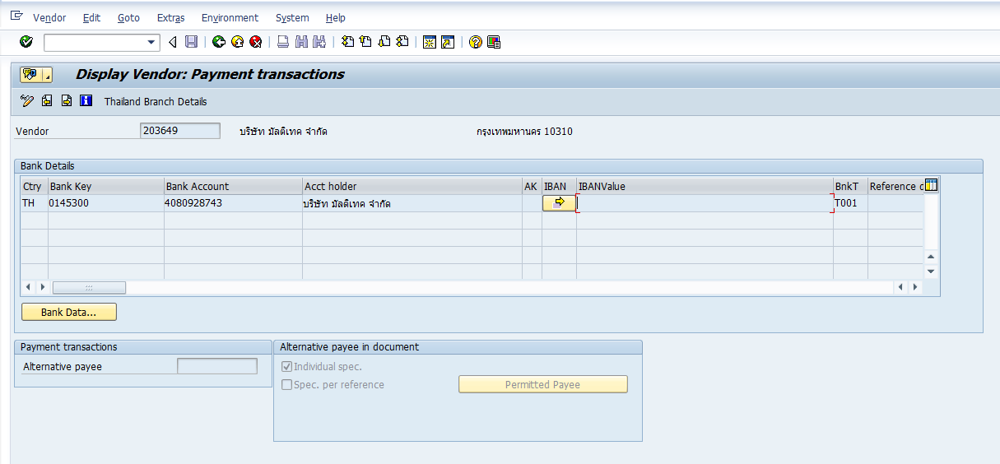 Vendor Edit Goto Extras Environment System Help
Display Vendor: Payment transactions
Thailand Branch Details
Vendor 203649 บริษัท มัลติเทค จำกัด กรุงเทพมหานคร 10310
Bank Details
Ctry Bank Key Bank Account Acct holder AK IBAN IBANValue BnkT Reference d
TH 0145300 4080928743 บริษัท มัลติเทค จำกัด T001
Bank Data...
Payment transactions
Alternative payee
Alternative payee in document
Individual spec.
Spec. per reference Permitted Payee